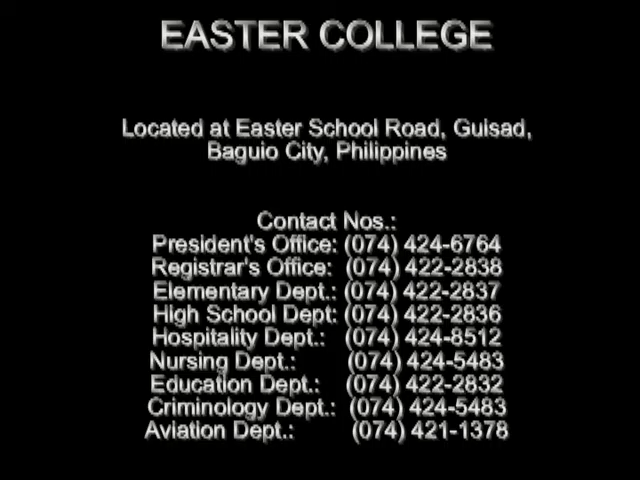 EASTER COLLEGE
Located at Easter School Road, Guisad,
Baguio City, Philippines
Contact Nos.:
President's Office: (074) 424-6764
Registrar's Office: (074) 422-2838
Elementary Dept.: (074) 422-2837
High School Dept: (074) 422-2836
Hospitality Dept.: (074) 424-8512
Nursing Dept.: (074) 424-5483
Education Dept.: (074) 422-2832
Criminology Dept.: (074) 424-5483
Aviation Dept.: (074) 421-1378